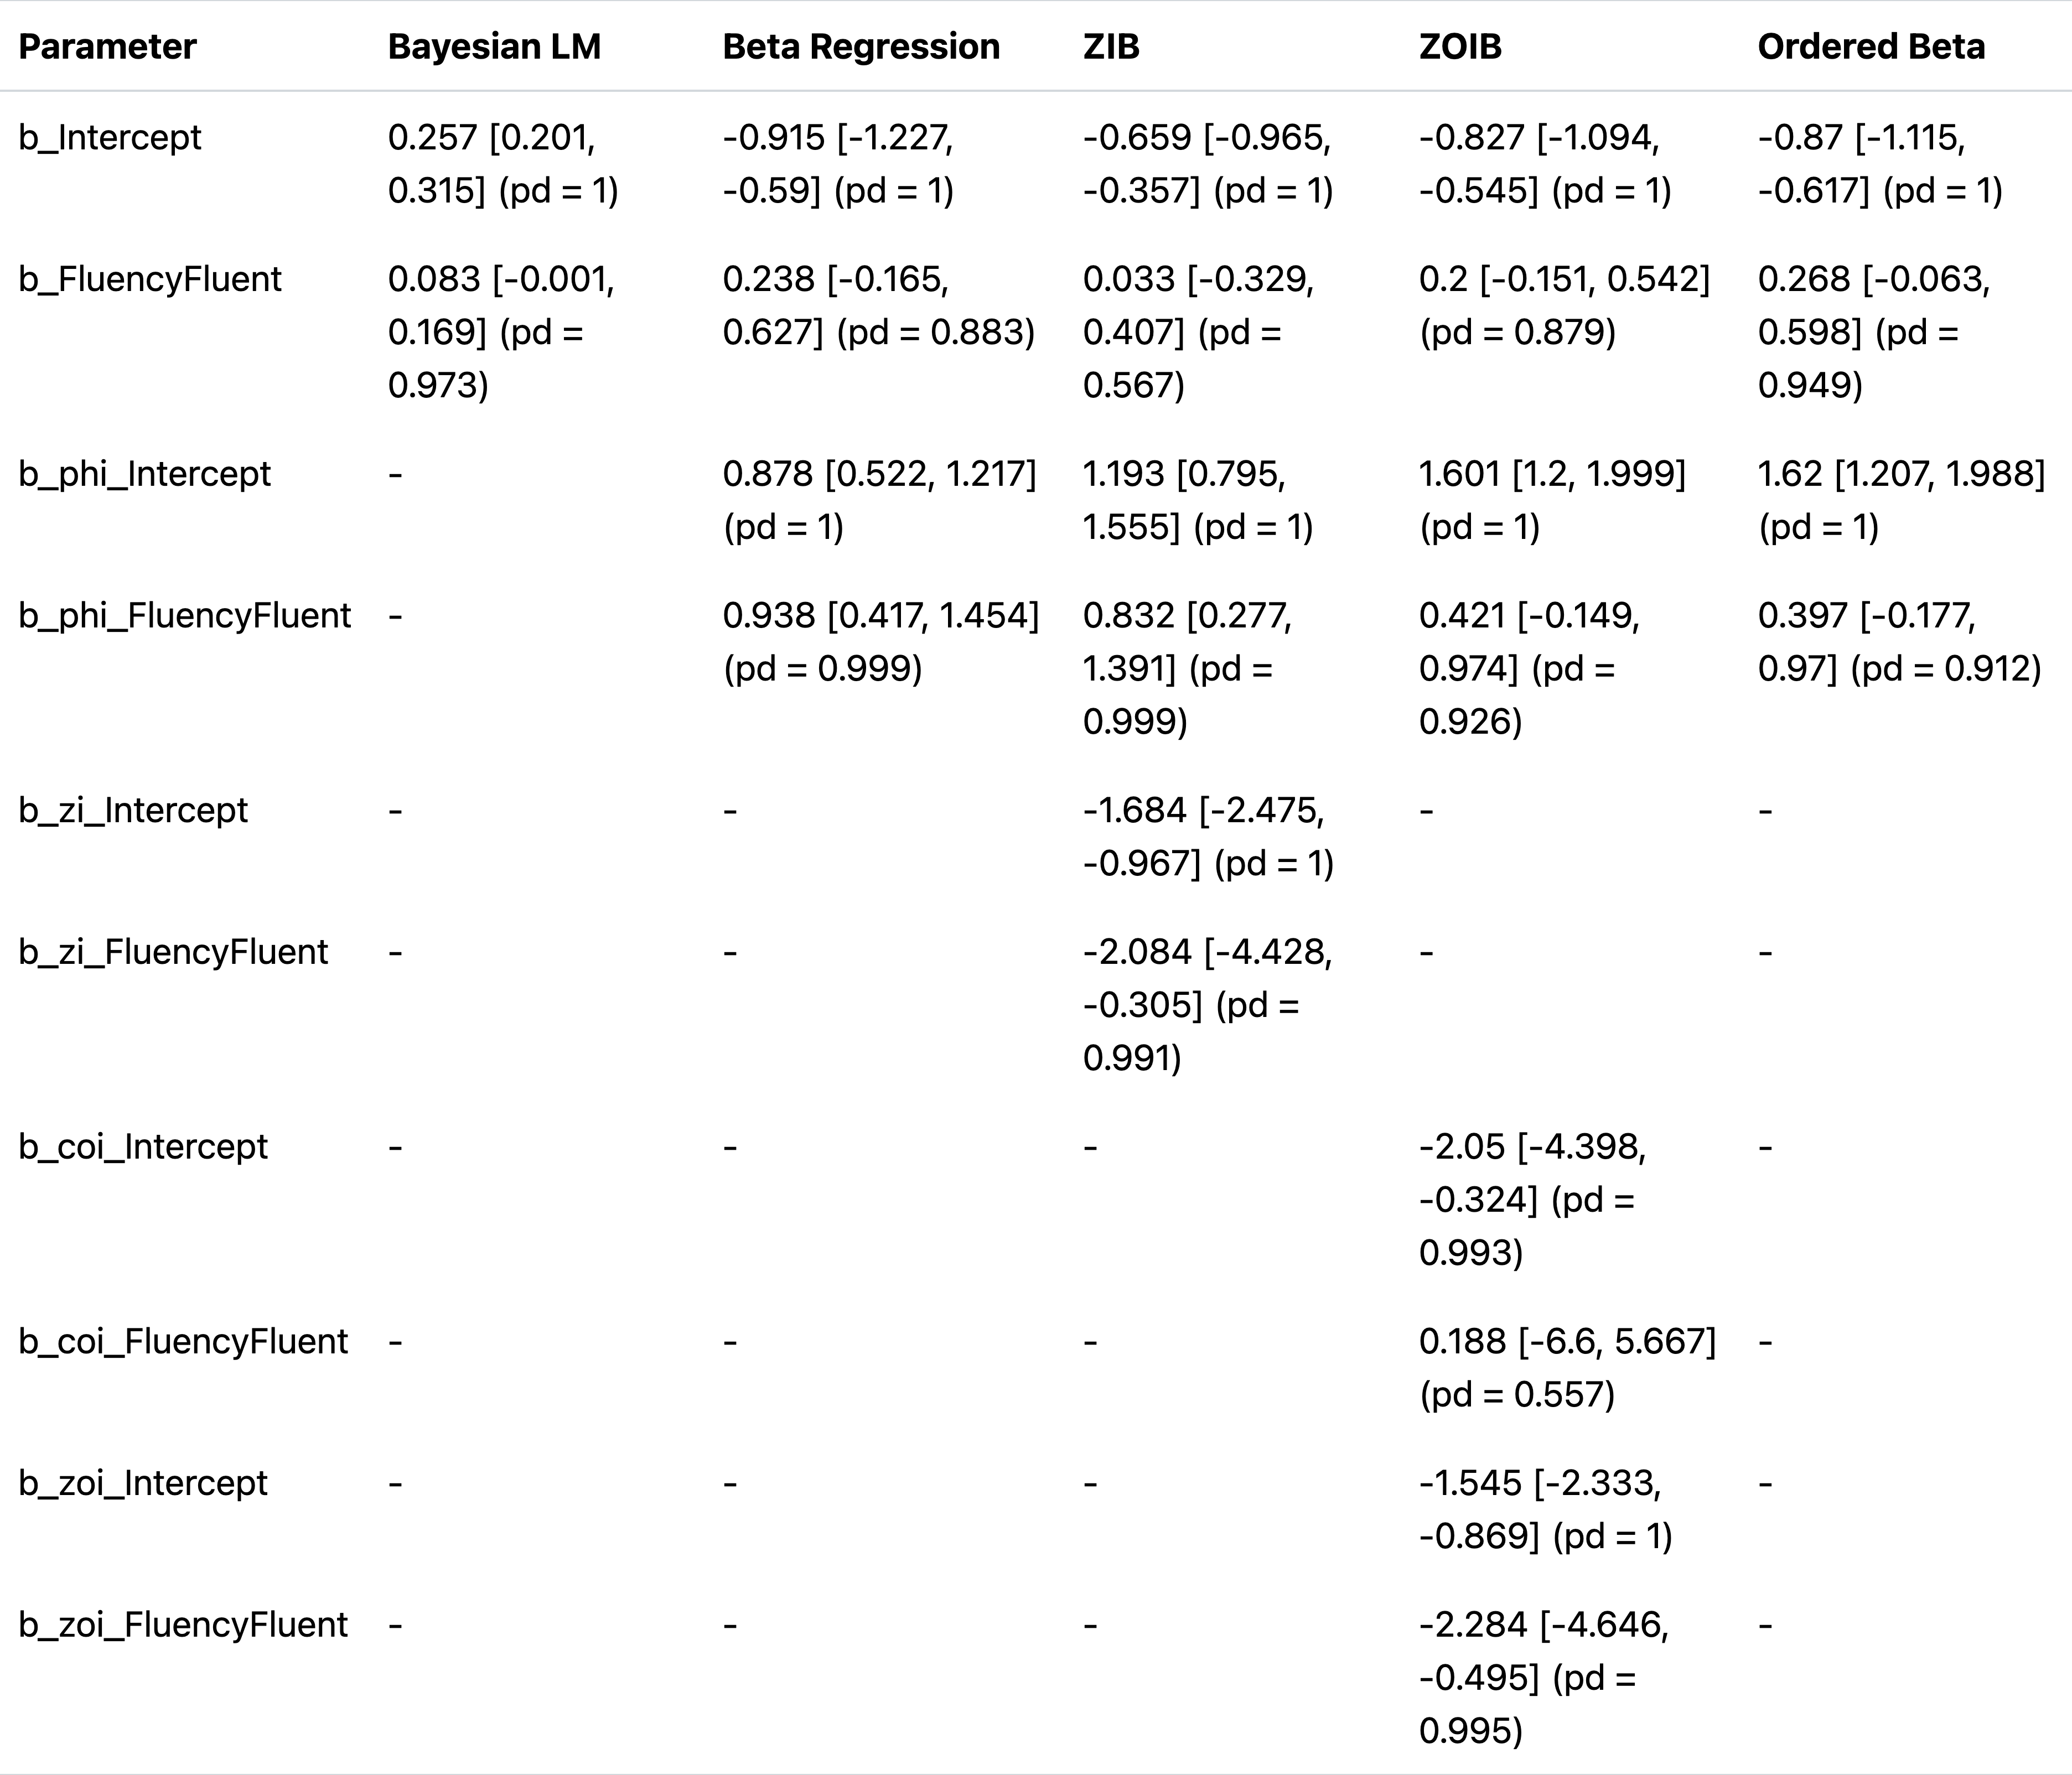 Parameter Bayesian LM Beta Regression ZIB ZOIB Ordered Beta
b_Intercept 0.257 [0.201, -0.915 [-1.227, -0.659 [-0.965, -0.827 [-1.094, -0.87 [-1.115,
0.315] (pd = 1) -0.59] (pd = 1) -0.357] (pd = 1) -0.545] (pd = 1) -0.617] (pd = 1)
b_FluencyFluent 0.083 [-0.001, 0.238 [-0.165, 0.033 [-0.329, 0.2 [-0.151, 0.542] 0.268 [-0.063,
0.169] (pd = 0.627] (pd = 0.883) 0.407] (pd = (pd = 0.879) 0.598] (pd =
0.973) 0.567) 0.949)
b_phi_Intercept - 0.878 [0.522, 1.217] 1.193 [0.795, 1.601 [1.2, 1.999] 1.62 [1.207, 1.988]
(pd = 1) 1.555] (pd = 1) (pd = 1) (pd = 1)
b_phi_FluencyFluent - 0.938 [0.417, 1.454] 0.832 [0.277, 0.421 [-0.149, 0.397 [-0.177,
(pd = 0.999) 1.391] (pd = 0.974] (pd = 0.97] (pd = 0.912)
0.999) 0.926)
b_zi_Intercept - - -1.684 [-2.475, - -
-0.967] (pd = 1)
b_zi_FluencyFluent - - -2.084 [-4.428, - -
-0.305] (pd =
0.991)
b_coi_Intercept - - - -2.05 [-4.398, -
-0.324] (pd =
0.993)
b_coi_FluencyFluent - - - 0.188 [-6.6, 5.667] -
(pd = 0.557)
b_zoi_Intercept - - - -1.545 [-2.333, -
-0.869] (pd = 1)
b_zoi_FluencyFluent - - - -2.284 [-4.646, -
-0.495] (pd =
0.995)